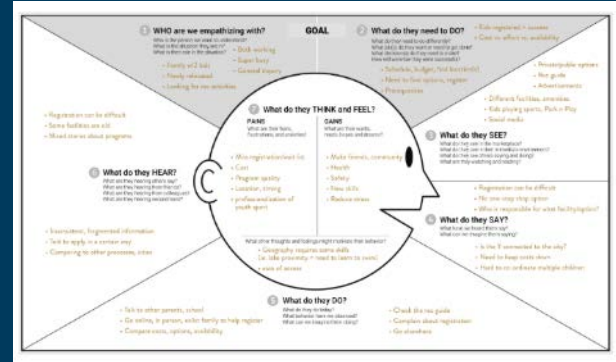 1 WHO are we empathizing with?
Who is the person we want to understand?
What is the situation they are in?
What is their role in the situation?
• Both working
• Super busy
• General inquiry
• Family of 2 kids
• Newly relocated
• Looking for rec activities
GOAL
2 What do they need to DO?
What do they need to do differently?
What job(s) do they want or need to get done?
What decision(s) do they need to make?
How will we know they were successful?
• Kids registered = success
• Cost vs effort vs availability
• Schedule, budget, find location(s)
• Need to find options, register
• Prerequisites
• Private/public options
• Rec guide
• Advertisements
• Different facilities, amenities
• Kids playing sports, Park n Play
• Social media
3 What do they SEE?
What do they see in the marketplace?
What do they see in their immediate environment?
What do they see others saying and doing?
What are they watching and reading?
• Registration can be difficult
• No one stop shop option
• Who is responsible for what facility/option?
4 What do they SAY?
What have we heard them say?
What can we imagine them saying?
• Is the Y connected to the city?
• Need to keep costs down
• Hard to co ordinate multiple children
5 What do they DO?
What do they do today?
What behavior have we observed?
What can we imagine them doing?
• Talk to other parents, school
• Go online, in person, enlist family to help register
• Compare costs, options, availability
• Check the rec guide
• Complain about registration
• Go elsewhere
6 What do they HEAR?
What are they hearing others say?
What are they hearing from friends?
What are they hearing from colleagues?
What are they hearing second-hand?
• Registration can be difficult
• Some facilities are old
• Mixed stories about programs
• Inconsistent, fragmented information
• Told to apply in a certain way
• Comparing to other processes, cities
7 What do they THINK and FEEL?
PAINS
What are their fears,
frustrations, and anxieties?
• Cost
• Program quality
• Location, timing
• professionalization of
youth sport
GAINS
What are their wants,
needs, hopes and dreams?
• Make friends, community
• Health
• Safety
• New skills
• Reduce stress
What other thoughts and feelings might motivate their behavior?
• Geography requires some skills
(i.e. lake proximity = need to learn to swim)
• ease of access